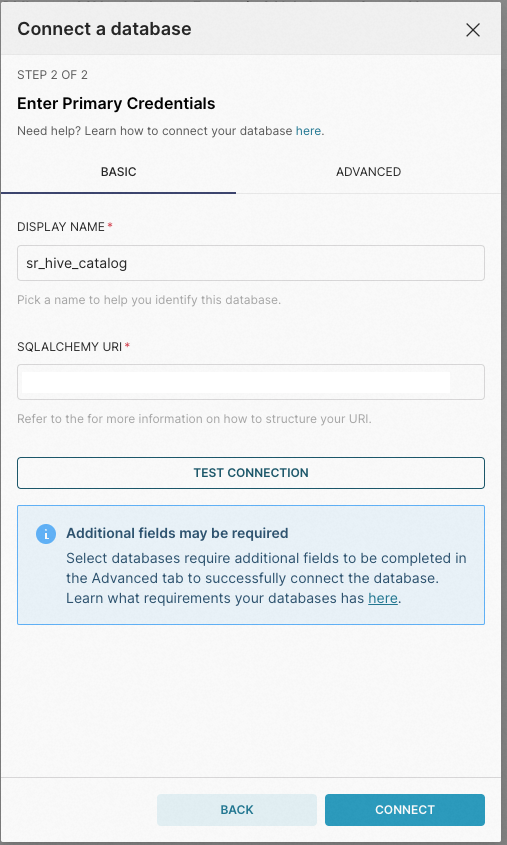 Connect a database
STEP 2 OF 2
Enter Primary Credentials
Need help? Learn how to connect your database here.
BASIC
ADVANCED
DISPLAY NAME *
sr_hive_catalog
Pick a name to help you identify this database.
SQLALCHEMY URI *
Refer to the for more information on how to structure your URI.
TEST CONNECTION
Additional fields may be required
Select databases require additional fields to be completed in
the Advanced tab to successfully connect the database.
Learn what requirements your databases has here.
BACK
CONNECT